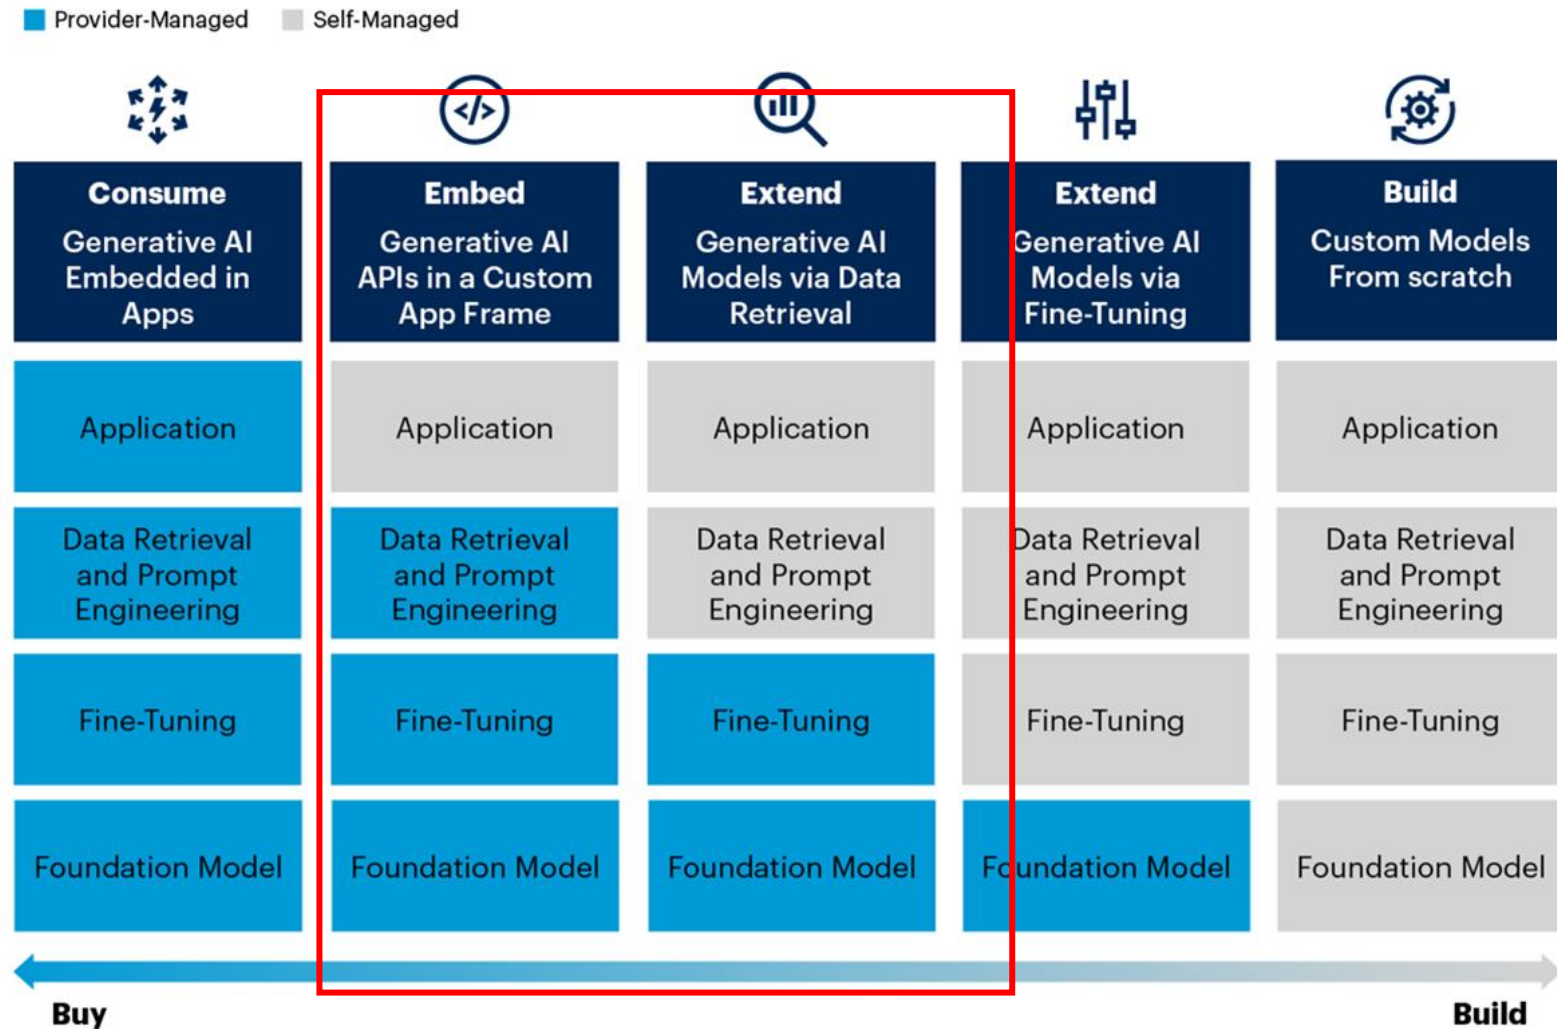 Provider-Managed
Self-Managed
Consume
Generative AI
Embedded in
Apps
Embed
Generative AI
APIs in a Custom
App Frame
Extend
Generative AI
Models via Data
Retrieval
Extend
Generative AI
Models via
Fine-Tuning
Build
Custom Models
From scratch
Application
Application
Application
Application
Application
Data Retrieval
and Prompt
Engineering
Data Retrieval
and Prompt
Engineering
Data Retrieval
and Prompt
Engineering
Data Retrieval
and Prompt
Engineering
Data Retrieval
and Prompt
Engineering
Fine-Tuning
Fine-Tuning
Fine-Tuning
Fine-Tuning
Fine-Tuning
Foundation Model
Foundation Model
Foundation Model
Foundation Model
Foundation Model
Buy
Build